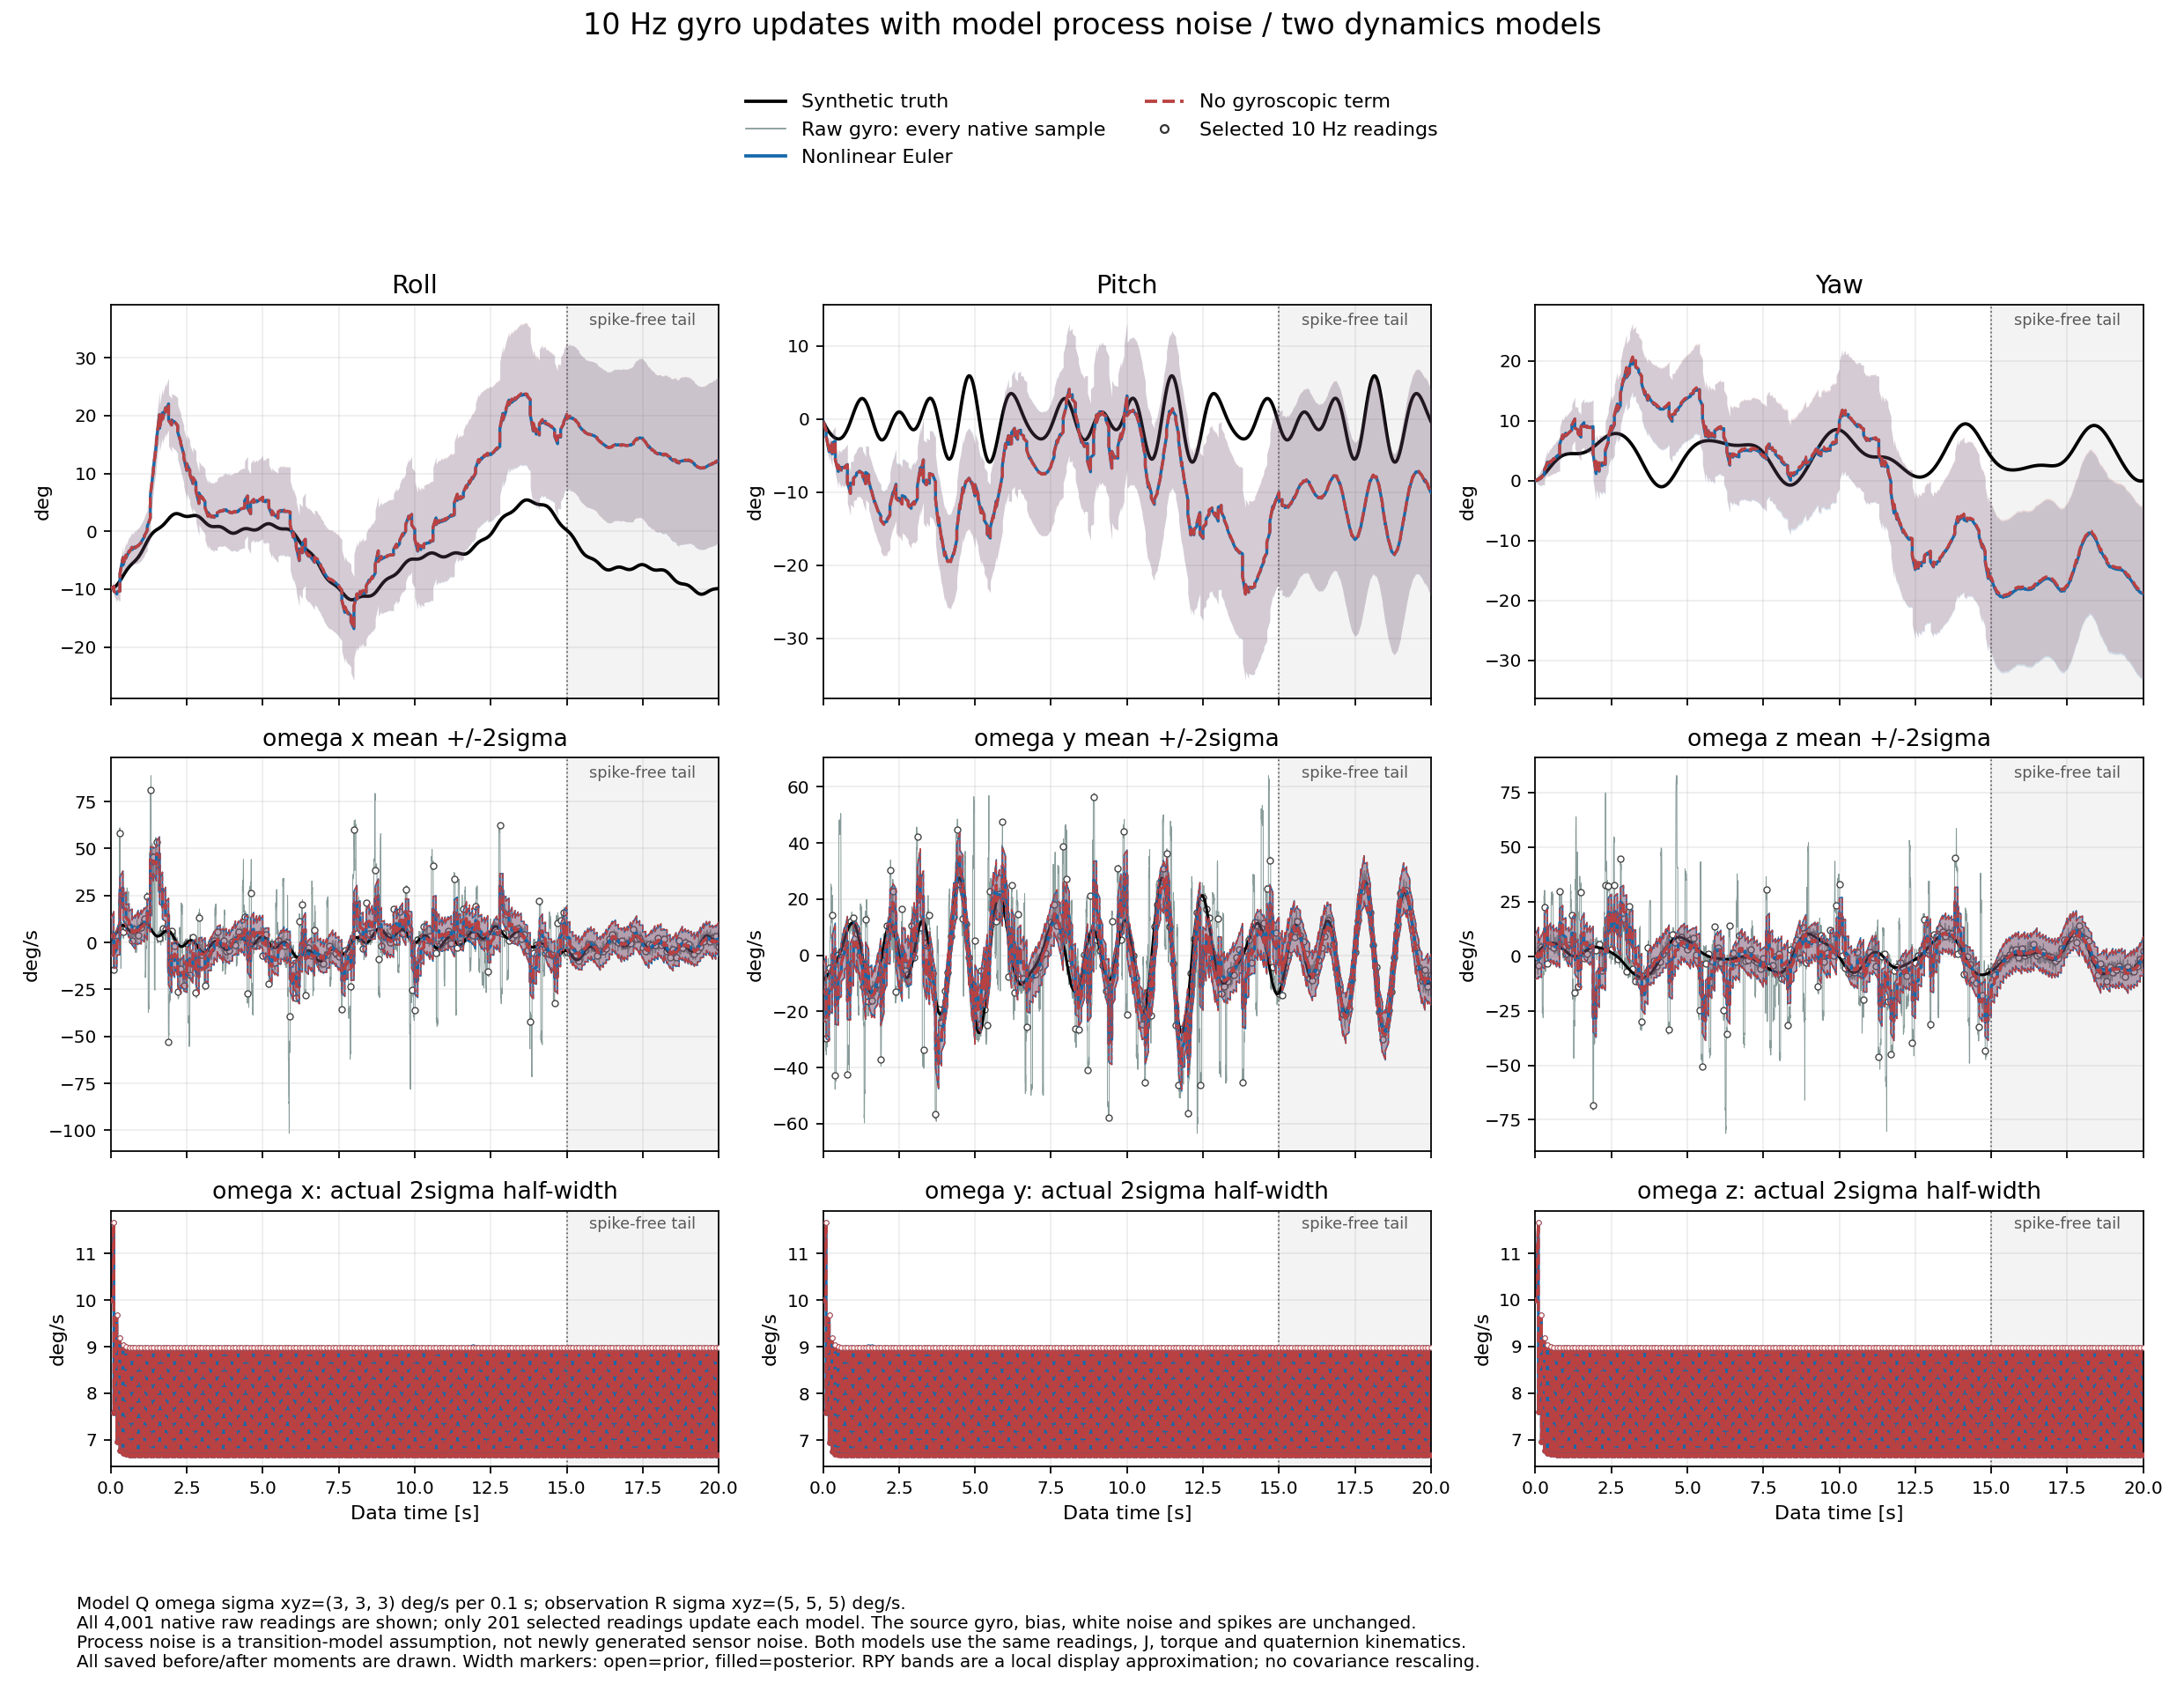 10 Hz gyro updates with model process noise / two dynamics models
Synthetic truth
Raw gyro: every native sample
Nonlinear Euler
No gyroscopic term
Selected 10 Hz readings
Roll
Pitch
Yaw
spike-free tail
spike-free tail
spike-free tail
deg
30
20
10
0
−10
−20
deg
10
0
−10
−20
−30
deg
20
10
0
−10
−20
−30
omega x mean +/-2sigma
omega y mean +/-2sigma
omega z mean +/-2sigma
spike-free tail
spike-free tail
spike-free tail
deg/s
75
50
25
0
−25
−50
−75
−100
deg/s
60
40
20
0
−20
−40
−60
deg/s
75
50
25
0
−25
−50
−75
omega x: actual 2sigma half-width
omega y: actual 2sigma half-width
omega z: actual 2sigma half-width
spike-free tail
spike-free tail
spike-free tail
deg/s
11
10
9
8
7
deg/s
11
10
9
8
7
deg/s
11
10
9
8
7
0.0 2.5 5.0 7.5 10.0 12.5 15.0 17.5 20.0
0.0 2.5 5.0 7.5 10.0 12.5 15.0 17.5 20.0
0.0 2.5 5.0 7.5 10.0 12.5 15.0 17.5 20.0
Data time [s]
Data time [s]
Data time [s]
Model Q omega sigma xyz=(3, 3, 3) deg/s per 0.1 s; observation R sigma xyz=(5, 5, 5) deg/s.
All 4,001 native raw readings are shown; only 201 selected readings update each model. The source gyro, bias, white noise and spikes are unchanged.
Process noise is a transition-model assumption, not newly generated sensor noise. Both models use the same readings, J, torque and quaternion kinematics.
All saved before/after moments are drawn. Width markers: open=prior, filled=posterior. RPY bands are a local display approximation; no covariance rescaling.